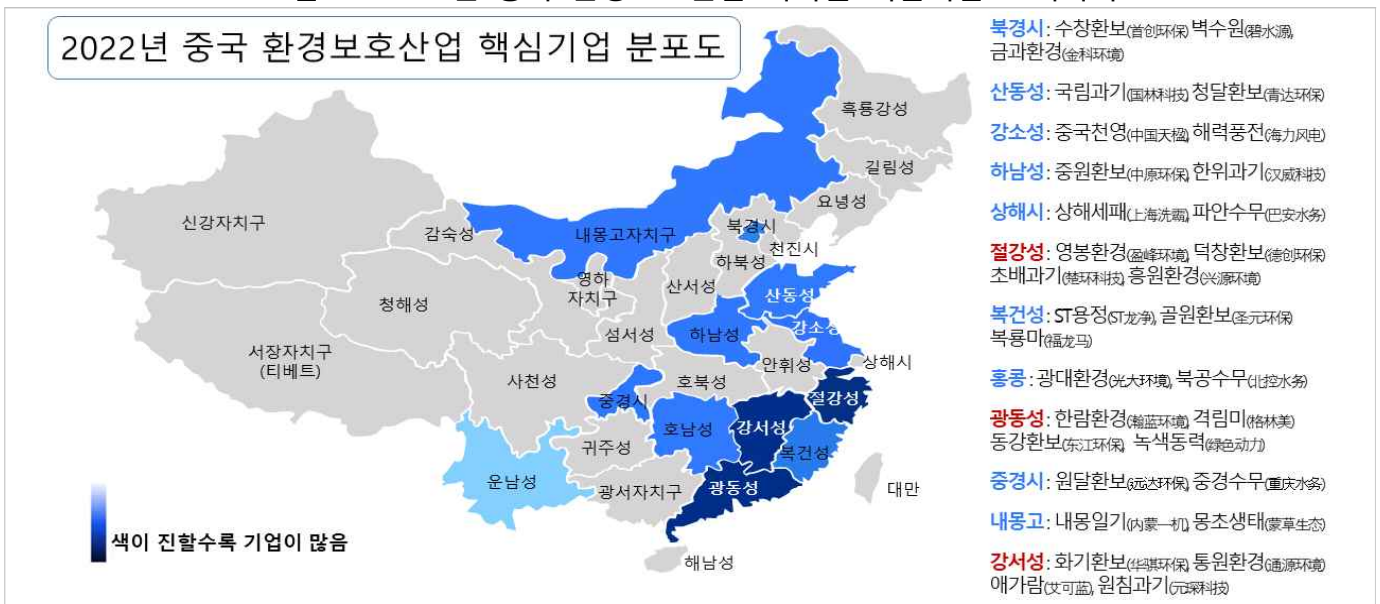 2022년 중국 환경보호산업 핵심기업 분포도
흑룡강성
길림성
요녕성
신강자치구
감숙성
내몽고자치구
북경시
천진시
하북성
영하
자치구
산서성
산동성
청해성
섬서성
하남성
강소성
서장자치구
(티베트)
안휘성
상해시
사천성
호북성
중경시
절강성
호남성
강서성
귀주성
복건성
운남성
광서자치구
광동성
대만
해남성
색이 진할수록 기업이 많음
북경시: 수창환보(首创环保) 벽수원(碧水源),
금과환경(金科环境)
산동성: 국림과기(国林科技), 청달환보(青达环保)
강소성: 중국천영(中国天楹), 해력풍전(海力风电)
하남성: 중원환보(中原环保), 한위과기(汉威科技)
상해시: 상해세패(上海洗霸), 파안수무(巴安水务)
절강성: 영봉환경(盈峰环境), 덕창환보(德创环保)
초배과기(楚环科技), 흥원환경(兴源环境)
복건성: ST용정(ST龙净), 골원환보(圣元环保)
복룡마(福龙马)
홍콩: 광대환경(光大环境), 북공수무(北控水务)
광동성: 한람환경(瀚蓝环境), 격림미(格林美)
동강환보(东江环保), 녹색동력(绿色动力)
중경시: 원달환보(远达环保), 중경수무(重庆水务)
내몽고: 내몽일기(内蒙一机), 몽초생태(蒙草生态)
강서성: 화기환보(华骐环保), 통원환경(通源环境)
애가람(艾可蓝), 원침과기(元琛科技)